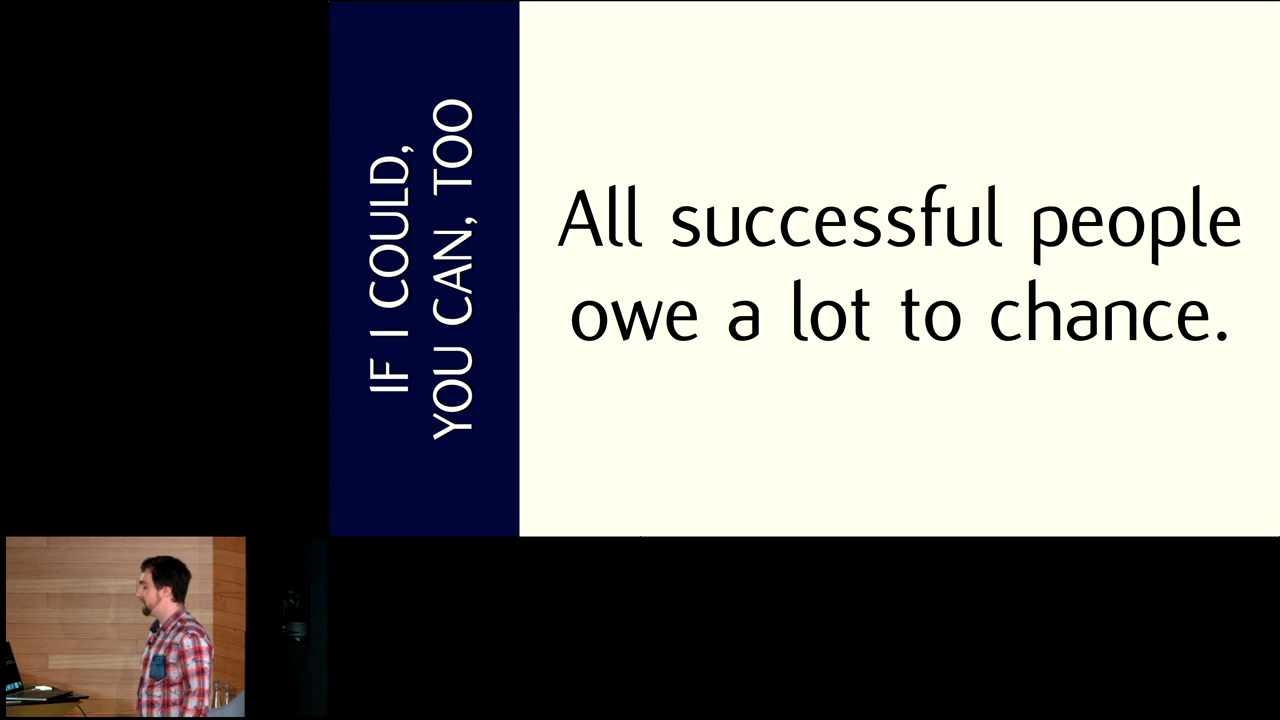 IF I COULD,
YOU CAN, TOO
All successful people
owe a lot to chance.